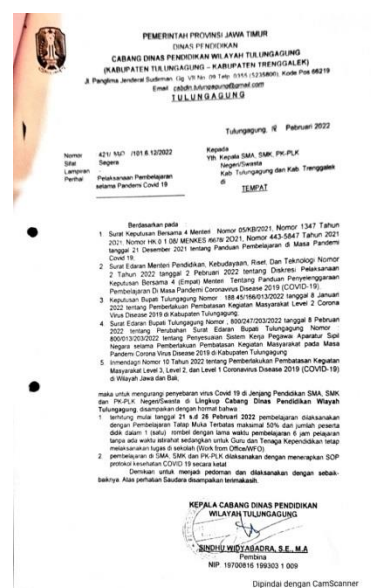 PEMERINTAH PROVINSI JAWA TIMUR
DINAS PENDIDIKAN
CABANG DINAS PENDIDIKAN WILAYAH TULUNGAGUNG
(KABUPATEN TULUNGAGUNG – KABUPATEN TRENGGALEK)
Jl. Panglima Jenderal Sudirman Gg. VII No. 09 Telp. 0355 (5235800), Kode Pos 66219
Email : cabdin.tulungagung@gmail.com
TULUNGAGUNG
Tulungagung, Pebruari 2022
Nomor 421/ /101.6.12/2022
Sifat Segera
Lampiran -
Perihal Pelaksanaan Pembelajaran
selama Pandemi Covid 19
Kepada
Yth. Kepala SMA, SMK, PK-PLK
Negeri/Swasta
Kab. Tulungagung dan Kab. Trenggalek
di
TEMPAT
Berdasarkan pada
1 Surat Keputusan Bersama 4 Menteri Nomor 05/KB/2021, Nomor 1347 Tahun
2021, Nomor HK.0 1.08/ MENKES /6678/ 2O21, Nomor 443-5847 Tahun 2021
tanggal 21 Desember 2021 tentang Panduan Pembelajaran di Masa Pandemi
Covid 19;
2 Surat Edaran Menteri Pendidikan, Kebudayaan, Riset, Dan Teknologi Nomor
2 Tahun 2022 tanggal 2 Pebruari 2022 tentang Diskresi Pelaksanaan
Keputusan Bersama 4 (Empat) Menteri Tentang Panduan Penyelenggaraan
Pembelajaran Di Masa Pandemi Coronavirus Disease 2019 (COVID-19).
3 Keputusan Bupati Tulungagung Nomor : 188.45/166/013/2022 tanggal 8 Januari
2022 tentang Pemberlakuan Pembatasan Kegiatan Masyarakat Level 2 Corona
Virus Disease 2019 di Kabupaten Tulungagung;
4 Surat Edaran Bupati Tulungagung Nomor : 800/247/203/2022 tanggal 8 Pebruari
2022 tentang Perubahan Surat Edaran Bupati Tulungagung Nomor :
800/013/203/2022 tentang Penyesuaian Sistem Kerja Pegawai Aparatur Sipil
Negara selama Pemberlakuan Pembatasan Kegiatan Masyarakat pada Masa
Pandemi Corona Virus Disease 2019 di Kabupaten Tulungagung
5 Inmendagri Nomor 10 Tahun 2022 tentang Pemberlakukan Pembatasan Kegiatan
Masyarakat Level 3, Level 2, dan Level 1 Coronavirus Disease 2019 (COVID-19)
di Wilayah Jawa dan Bali,
maka untuk mengurangi penyebaran virus Covid 19 di Jenjang Pendidikan SMA, SMK
dan PK-PLK Negeri/Swasta di Lingkup Cabang Dinas Pendidikan Wilayah
Tulungagung, disampaikan dengan hormat bahwa :
1 terhitung mulai tanggal 21 s.d 26 Pebruari 2022 pembelajaran dilaksanakan
dengan Pembelajaran Tatap Muka Terbatas maksimal 50% dari jumlah peserta
didik dalam 1 (satu) rombel dengan lama waktu pembelajaran 6 jam pelajaran
tanpa ada waktu istirahat sedangkan untuk Guru dan Tenaga Kependidikan tetap
melaksanakan tugas di sekolah (Work from Office/WFO)
2 pembelajaran di SMA, SMK dan PK-PLK dilaksanakan dengan menerapkan SOP
protokol kesehatan COVID 19 secara ketat
Demikian untuk menjadi pedoman dan dilaksanakan dengan sebaik-
baiknya. Atas perhatian Saudara disampaikan terimakasih.
KEPALA CABANG DINAS PENDIDIKAN
WILAYAH TULUNGAGUNG
SINDHU WIDYABADRA, S.E., M.A
Pembina
NIP. 19700816 199303 1 009
Dipindai dengan CamScanner